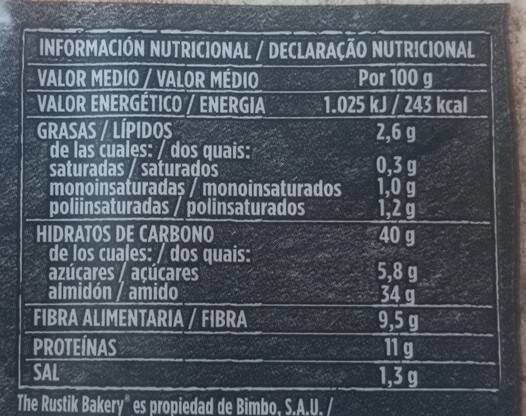 INFORMACIÓN NUTRICIONAL / DECLARAÇÃO NUTRICIONAL
VALOR MEDIO / VALOR MÉDIO Por 100 g
VALOR ENERGÉTICO / ENERGIA 1.025 kJ / 243 kcal
GRASAS / LÍPIDOS 2,6 g
de las cuales: / dos quais:
saturadas / saturados 0,3 g
monoinsaturadas / monoinsaturados 1,0 g
poliinsaturadas / polinsaturados 1,2 g
HIDRATOS DE CARBONO 40 g
de los cuales: / dos quais:
azúcares / açúcares 5,8 g
almidón / amido 34 g
FIBRA ALIMENTARIA / FIBRA 9,5 g
PROTEÍNAS 11 g
SAL 1,3 g
The Rustik Bakery® es propiedad de Bimbo, S.A.U. /